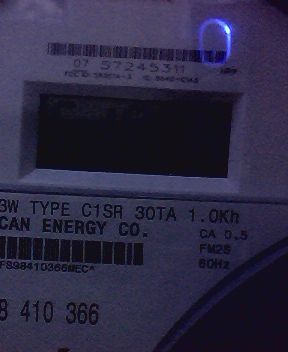 07 57245311
3W TYPE C1SR 30TA 1.0Kh
CAN ENERGY CO.
CA 0.5
FM2S
60Hz
FS98410366MEC*
8 410 366